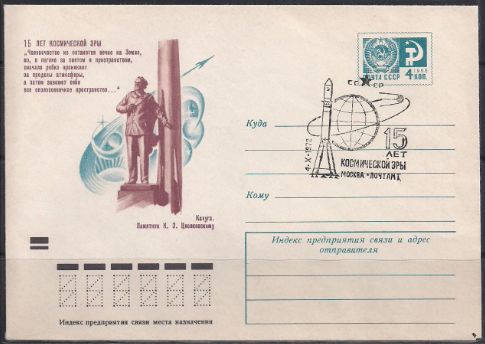 15 ЛЕТ КОСМИЧЕСКОЙ ЭРЫ
„Человечество не останется вечно на Земле,
но, в погоне за светом и пространством,
сначала робко проникнет
за пределы атмосферы,
а затем завоюет себе
все околосолнечное пространство..."
Калуга.
Памятник К. Э. Циолковскому
Индекс предприятия связи места назначения
ПОЧТА СССР
4 КОП.
СССР
4-X-1972
15
ЛЕТ
КОСМИЧЕСКОЙ ЭРЫ
МОСКВА-ПОЧТАМТ
Куда
Кому
Индекс предприятия связи и адрес
отправителя